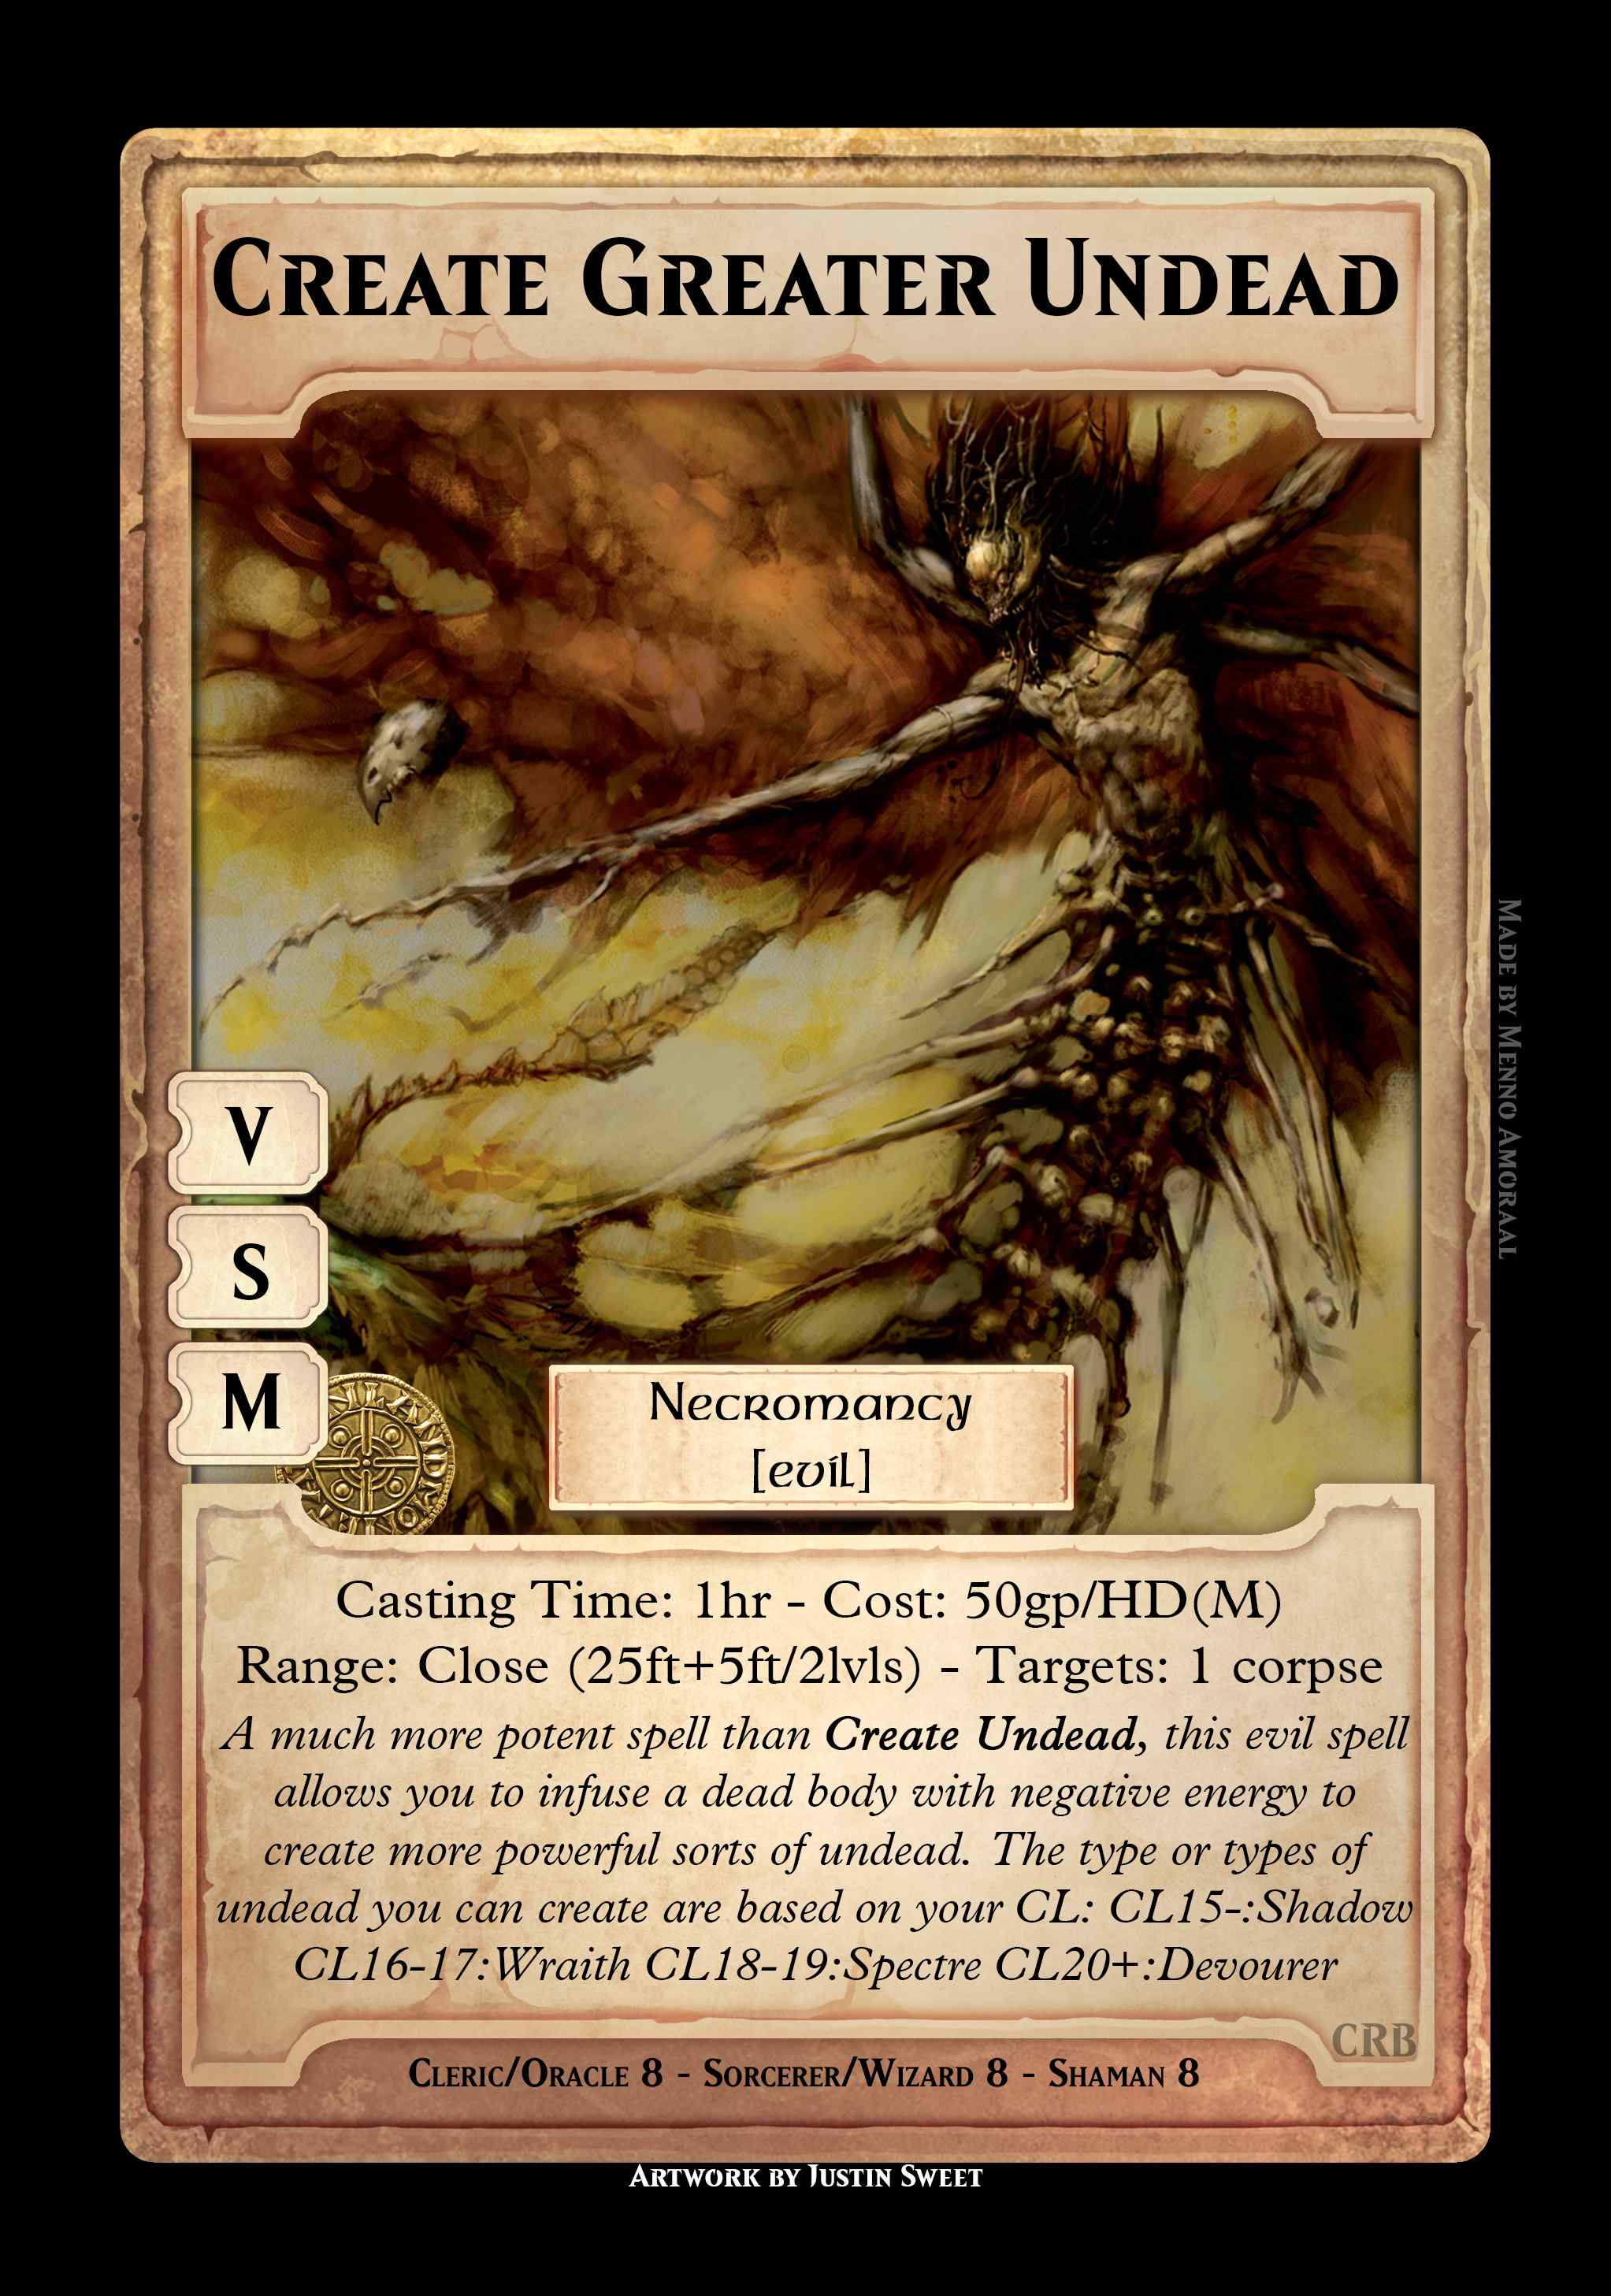 Create Greater Undead
V
S
M
Necromancy
[evil]
Casting Time: 1hr - Cost: 50gp/HD(M)
Range: Close (25ft+5ft/2lvls) - Targets: 1 corpse
A much more potent spell than Create Undead, this evil spell
allows you to infuse a dead body with negative energy to
create more powerful sorts of undead. The type or types of
undead you can create are based on your CL: CL15-:Shadow
CL16-17:Wraith CL18-19:Spectre CL20+:Devourer
CRB
Cleric/Oracle 8 - Sorcerer/Wizard 8 - Shaman 8
Artwork by Justin Sweet
Made by Menno Amoraal